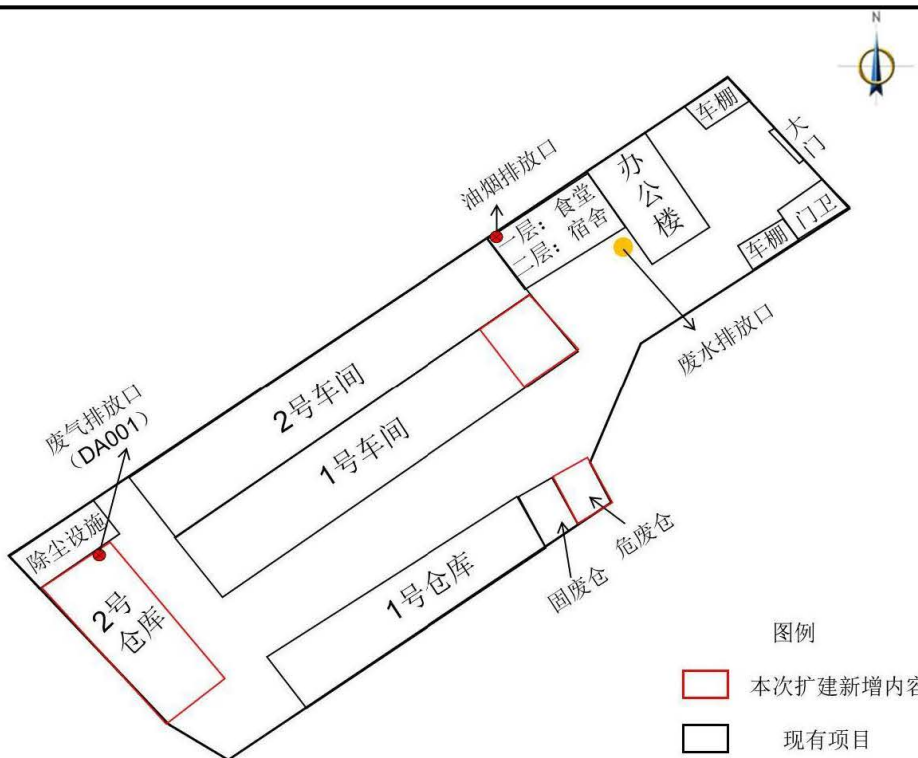 N
车棚
大门
油烟排放口
办公楼
一层：食堂
二层：宿舍
门卫
车棚
废水排放口
2号车间
1号车间
废气排放口
（DA001）
除尘设施
2号
仓库
1号仓库
危废仓
固废仓
图例
本次扩建新增内容
现有项目